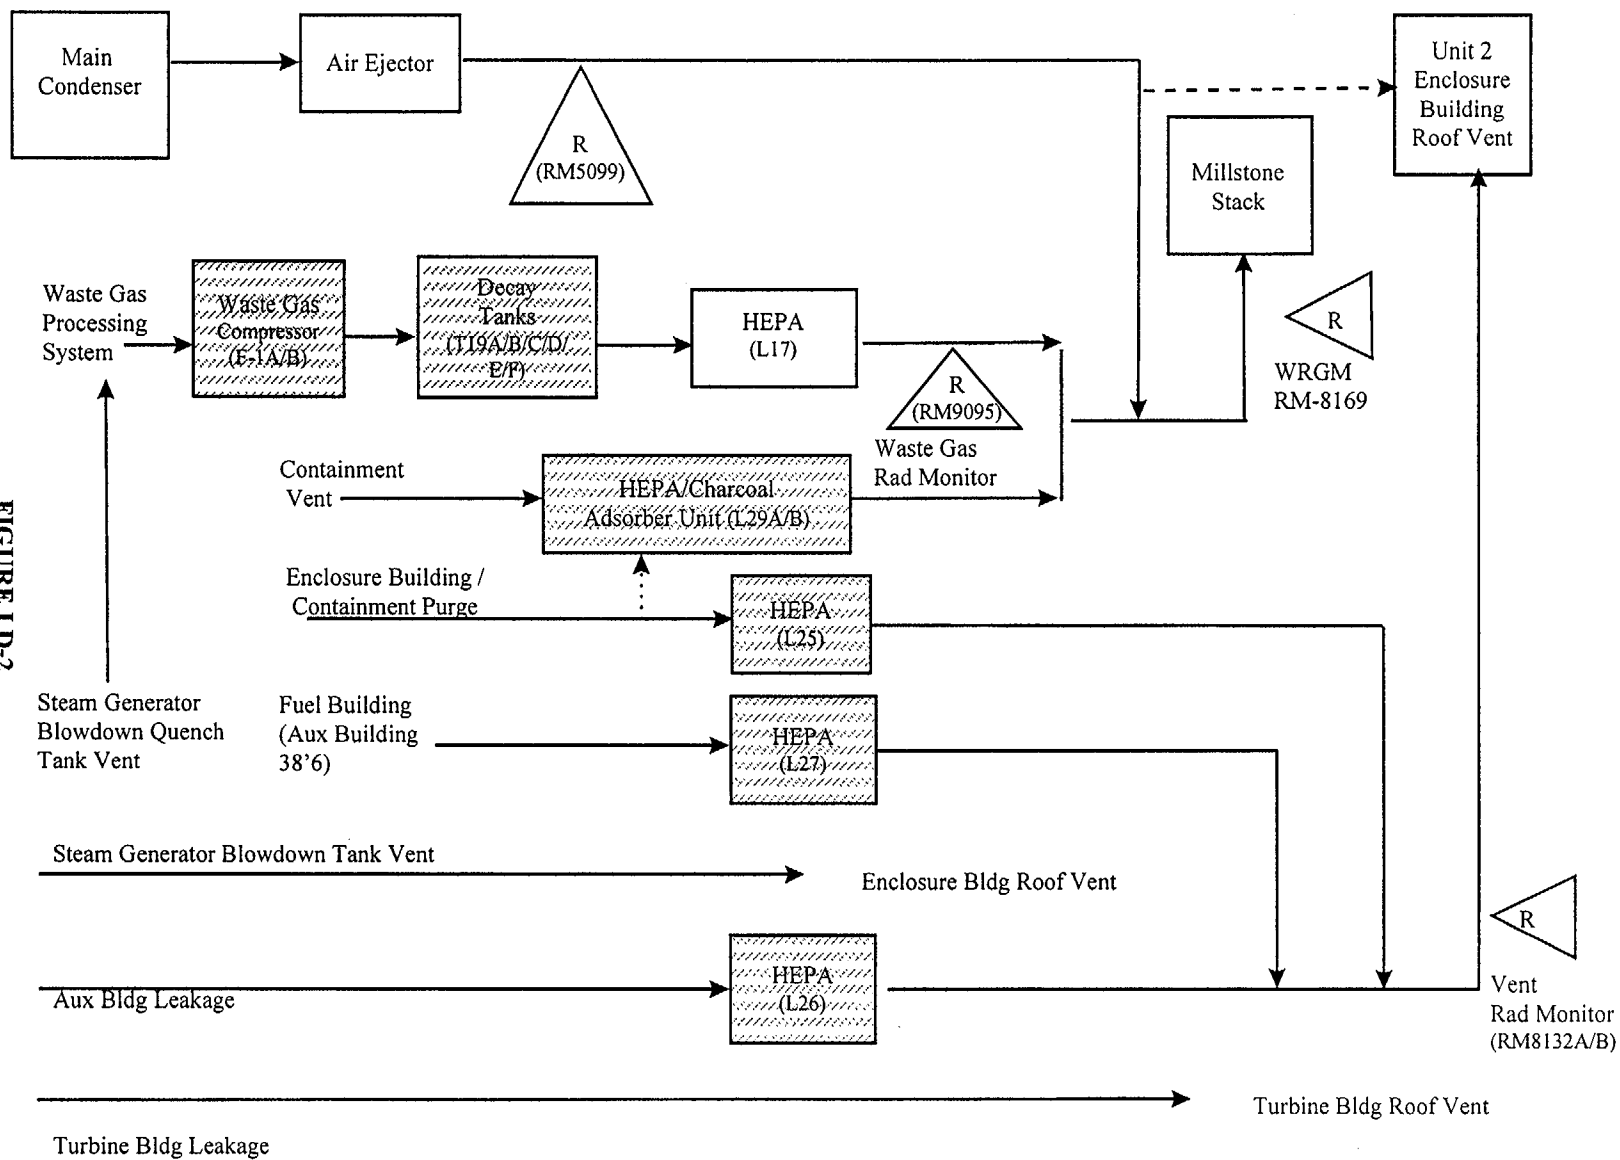 Main
Condenser
Air Ejector
R
(RM5099)
Unit 2
Enclosure
Building
Roof Vent
Millstone
Stack
Waste Gas
Processing
System
Waste Gas
Compressor
(F-1A/B)
Decay
Tanks
(T19A/B/C/D/
E/F)
HEPA
(L17)
R
(RM9095)
Waste Gas
Rad Monitor
R
WRGM
RM-8169
Containment
Vent
HEPA/Charcoal
Adsorber Unit (L29A/B)
Enclosure Building /
Containment Purge
HEPA
(L25)
FIGURE I.D-2
Steam Generator
Blowdown Quench
Tank Vent
Fuel Building
(Aux Building
38'6)
HEPA
(L27)
Steam Generator Blowdown Tank Vent
Enclosure Bldg Roof Vent
R
Aux Bldg Leakage
HEPA
(L26)
Vent
Rad Monitor
(RM8132A/B)
Turbine Bldg Roof Vent
Turbine Bldg Leakage